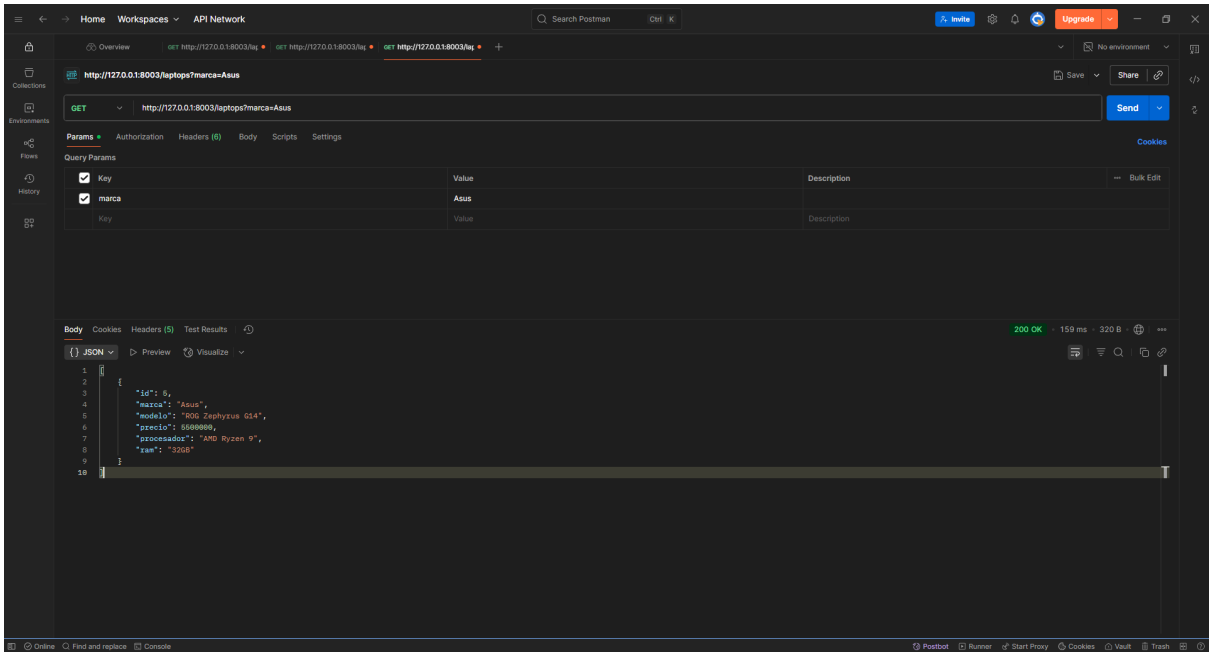 Home Workspaces API Network Search Postman Ctrl K Invite Upgrade
Overview GET http://127.0.0.1:8003/lap GET http://127.0.0.1:8003/lap GET http://127.0.0.1:8003/lap No environment
http://127.0.0.1:8003/laptops?marca=Asus Save Share
Collections
GET http://127.0.0.1:8003/laptops?marca=Asus Send
Environments
Params Authorization Headers (6) Body Scripts Settings Cookies
Flows
Query Params
Key Value Description Bulk Edit
History
marca Asus
Key Value Description
Body Cookies Headers (5) Test Results 200 OK 159 ms 320 B
{} JSON Preview Visualize
1 [
2 {
3 "id": 5,
4 "marca": "Asus",
5 "modelo": "ROG Zephyrus G14",
6 "precio": 5500000,
7 "procesador": "AMD Ryzen 9",
8 "ram": "32GB"
9 }
10 ]
Online Find and replace Console Postbot Runner Start Proxy Cookies Vault Trash